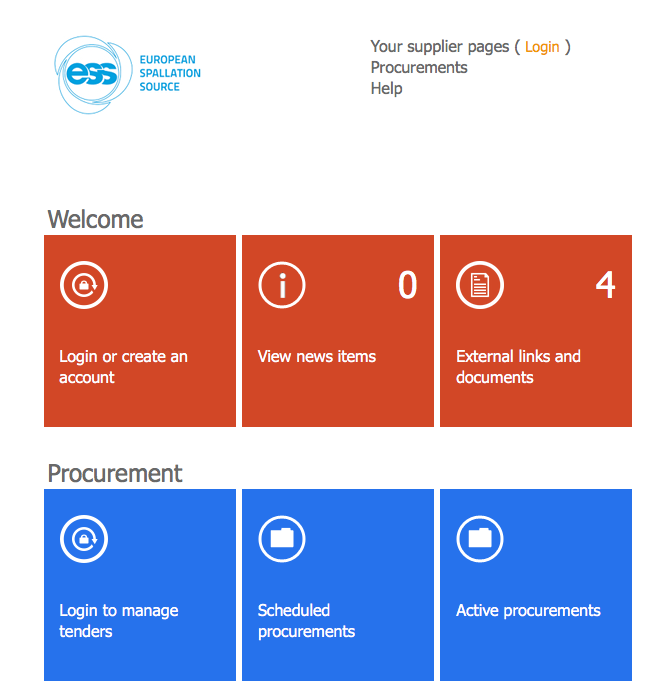 ess
EUROPEAN
SPALLATION
SOURCE
Your supplier pages ( Login )
Procurements
Help
Welcome
0
4
Login or create an
account
View news items
External links and
documents
Procurement
Login to manage
tenders
Scheduled
procurements
Active procurements